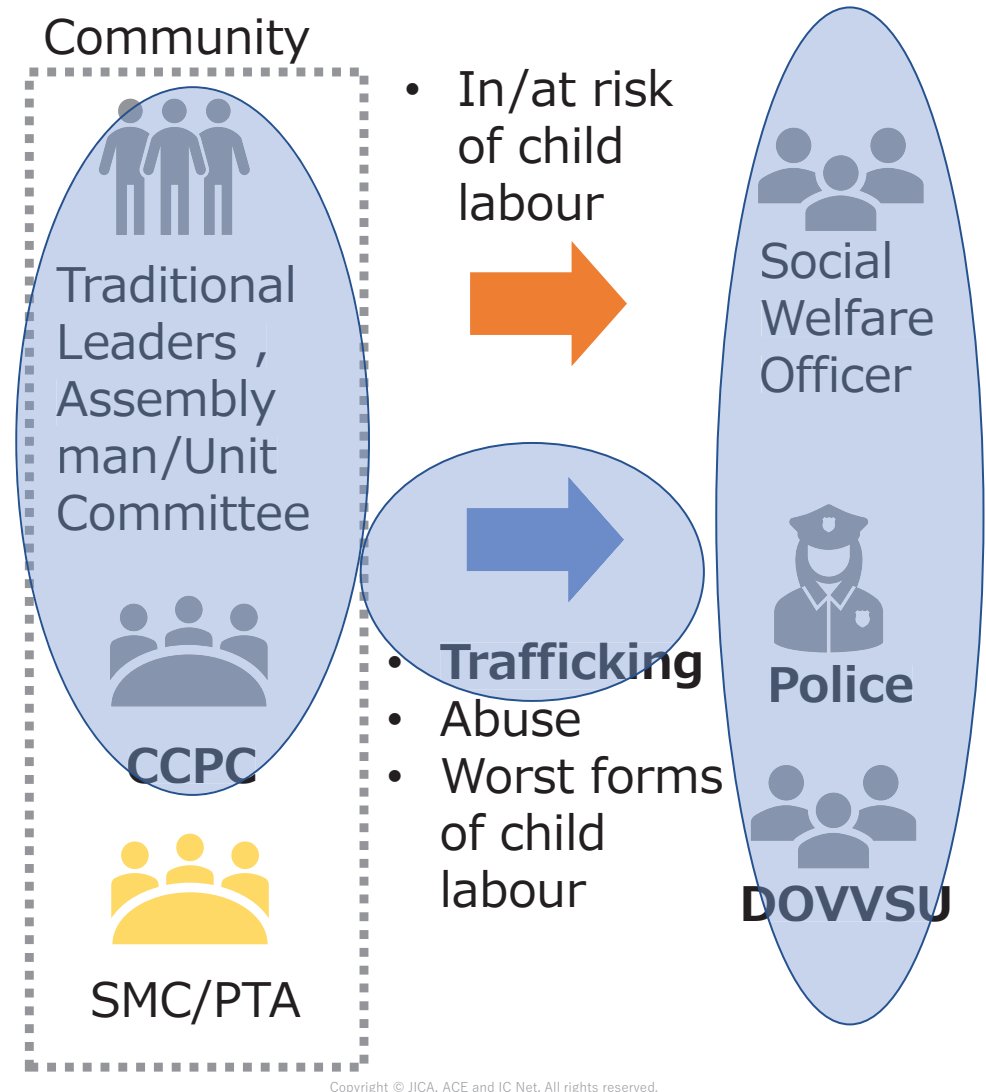 Community
Traditional
Leaders ,
Assembly
man/Unit
Committee
CCPC
SMC/PTA
• In/at risk
of child
labour
• Trafficking
• Abuse
• Worst forms
of child
labour
Social
Welfare
Officer
Police
DOVVSU
Copyright © JICA, ACE and IC Net. All rights reserved.